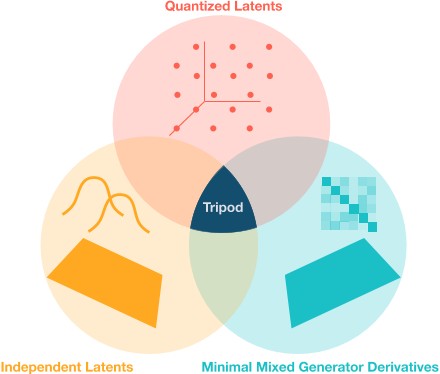 Quantized Latents
Tripod
Independent Latents
Minimal Mixed Generator Derivatives